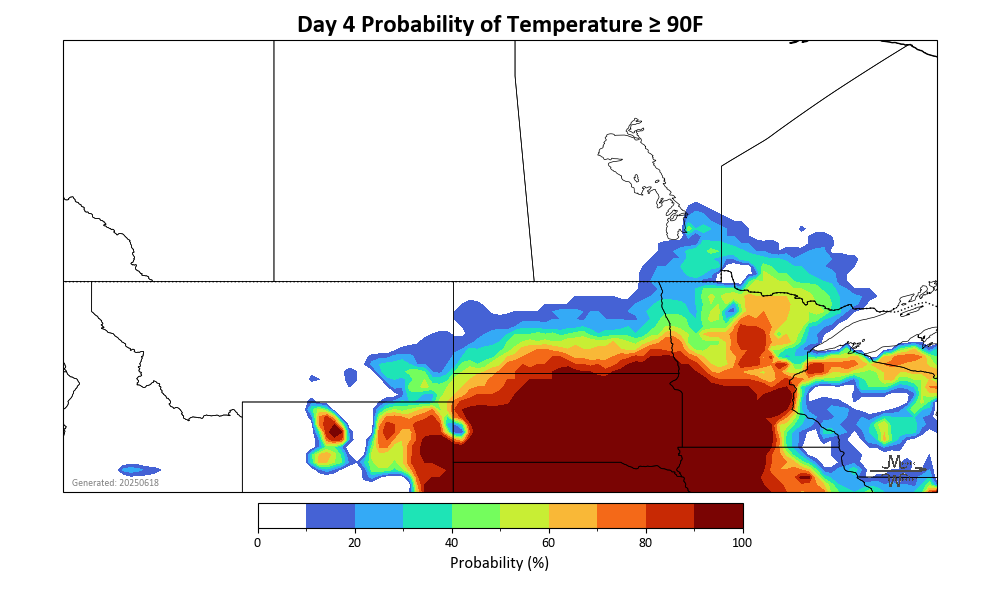 Day 4 Probability of Temperature ≥ 90F
Generated: 20250618
0 20 40 60 80 100
Probability (%)